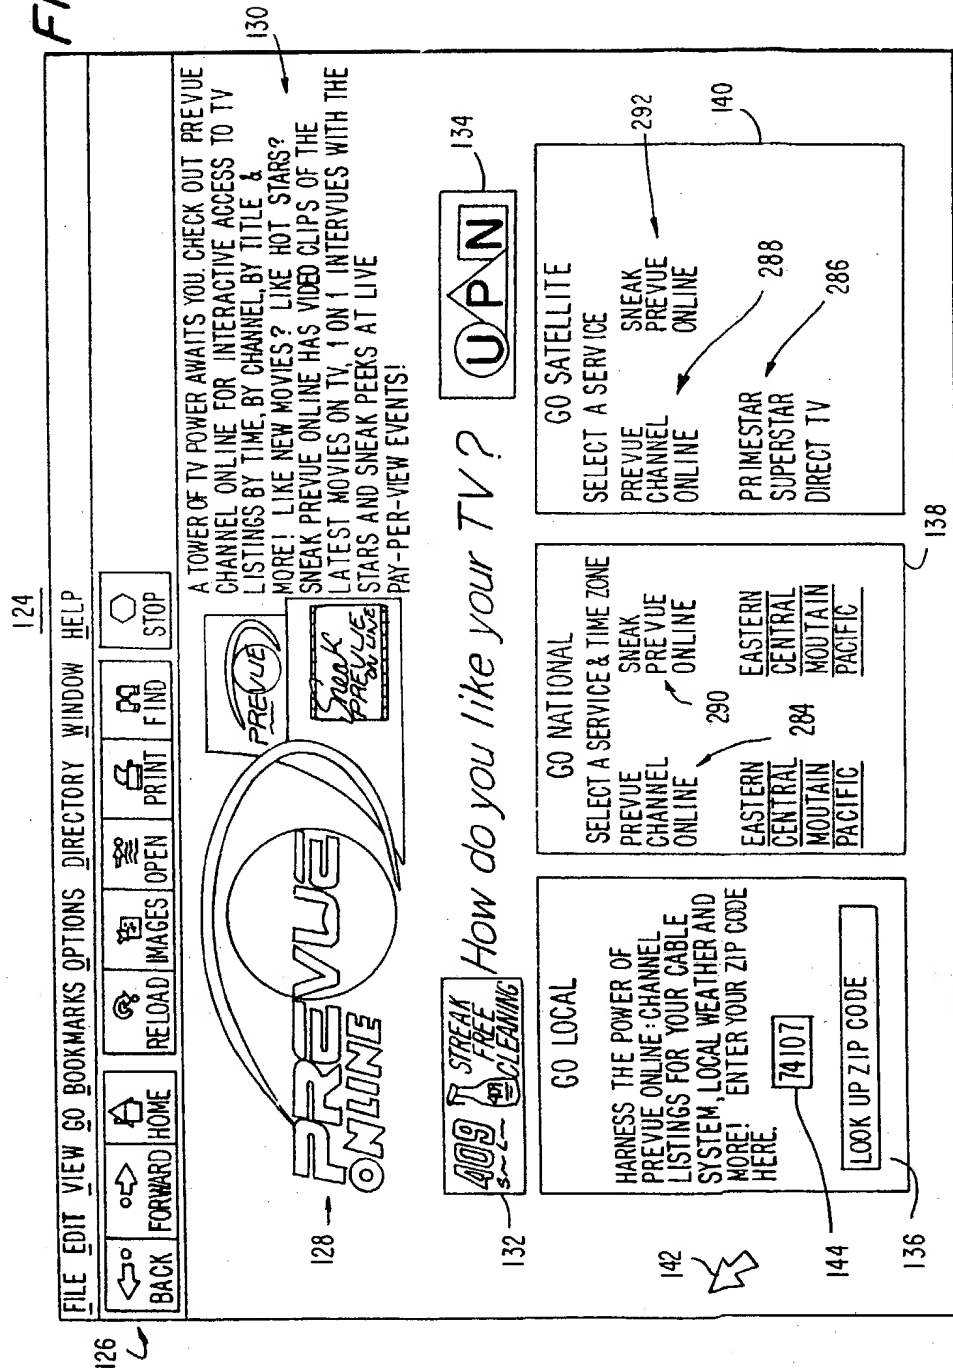 124
126
FILE EDIT VIEW GO BOOKMARKS OPTIONS DIRECTORY WINDOW HELP
BACK FORWARD HOME RELOAD IMAGES OPEN PRINT FIND STOP
128
PREVUE
ONLINE
PREVUE
Sneak
PREVUE
ON LINE
A TOWER OF TV POWER AWAITS YOU. CHECK OUT PREVUE
CHANNEL ONLINE FOR INTERACTIVE ACCESS TO TV
LISTINGS BY TIME, BY CHANNEL, BY TITLE &
MORE! LIKE NEW MOVIES? LIKE HOT STARS?
SNEAK PREVUE ONLINE HAS VIDEO CLIPS OF THE
LATEST MOVIES ON TV, 1 ON 1 INTERVUES WITH THE
STARS AND SNEAK PEEKS AT LIVE
PAY-PER-VIEW EVENTS!
130
132
409
409
STREAK
FREE
CLEANING
How do you like your TV?
UPN
134
GO LOCAL
HARNESS THE POWER OF
PREVUE ONLINE: CHANNEL
LISTINGS FOR YOUR CABLE
SYSTEM, LOCAL WEATHER AND
MORE! ENTER YOUR ZIP CODE
HERE.
74107
LOOK UP ZIP CODE
142
144
136
GO NATIONAL
SELECT A SERVICE & TIME ZONE
PREVUE
CHANNEL
ONLINE
284
EASTERN
CENTRAL
MOUTAIN
PACIFIC
SNEAK
PREVUE
ONLINE
290
EASTERN
CENTRAL
MOUTAIN
PACIFIC
138
GO SATELLITE
SELECT A SERVICE
PREVUE
CHANNEL
ONLINE
288
SNEAK
PREVUE
ONLINE
292
PRIMESTAR
SUPERSTAR
DIRECT TV
286
140